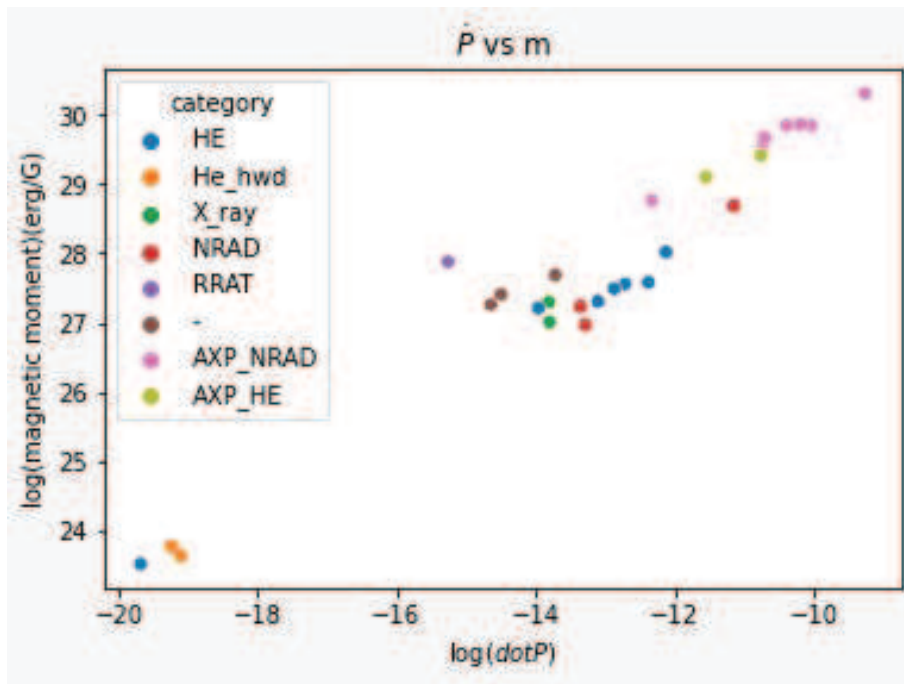 Ṗ vs m
log(magnetic moment)(erg/G)
30
29
28
27
26
25
24
category
HE
He_hwd
X_ray
NRAD
RRAT
-
AXP_NRAD
AXP_HE
−20 −18 −16 −14 −12 −10
log(dotP)